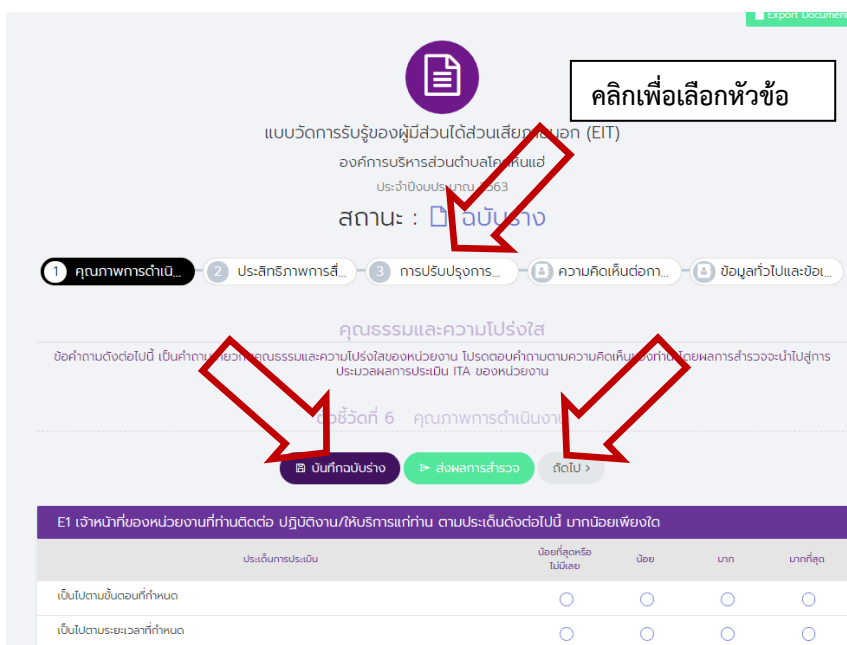 Export Document
คลิกเพื่อเลือกหัวข้อ
แบบวัดการรับรู้ของผู้มีส่วนได้ส่วนเสียภายนอก (EIT)
องค์การบริหารส่วนตำบล
ประจำปีงบประมาณ 2563
สถานะ : ฉบับร่าง
1 คุณภาพการดำเนิ... 2 ประสิทธิภาพการสื่... 3 การปรับปรุงการ... ความคิดเห็นต่อกา... ข้อมูลทั่วไปและข้อเ...
คุณธรรมและความโปร่งใส
ข้อคำถามดังต่อไปนี้ เป็นคำถามเกี่ยวกับคุณธรรมและความโปร่งใสของหน่วยงาน โปรดตอบคำถามตามความคิดเห็นของท่าน โดยผลการสำรวจจะนำไปสู่การ
ประมวลผลการประเมิน ITA ของหน่วยงาน
ตัวชี้วัดที่ 6 คุณภาพการดำเนินงาน
บันทึกฉบับร่าง ส่งผลการสำรวจ ถัดไป >
E1 เจ้าหน้าที่ของหน่วยงานที่ท่านติดต่อ ปฏิบัติงาน/ให้บริการแก่ท่าน ตามประเด็นดังต่อไปนี้ มากน้อยเพียงใด
ประเด็นการประเมิน น้อยที่สุดหรือ น้อย มาก มากที่สุด
ไม่มีเลย
เป็นไปตามขั้นตอนที่กำหนด
เป็นไปตามระยะเวลาที่กำหนด